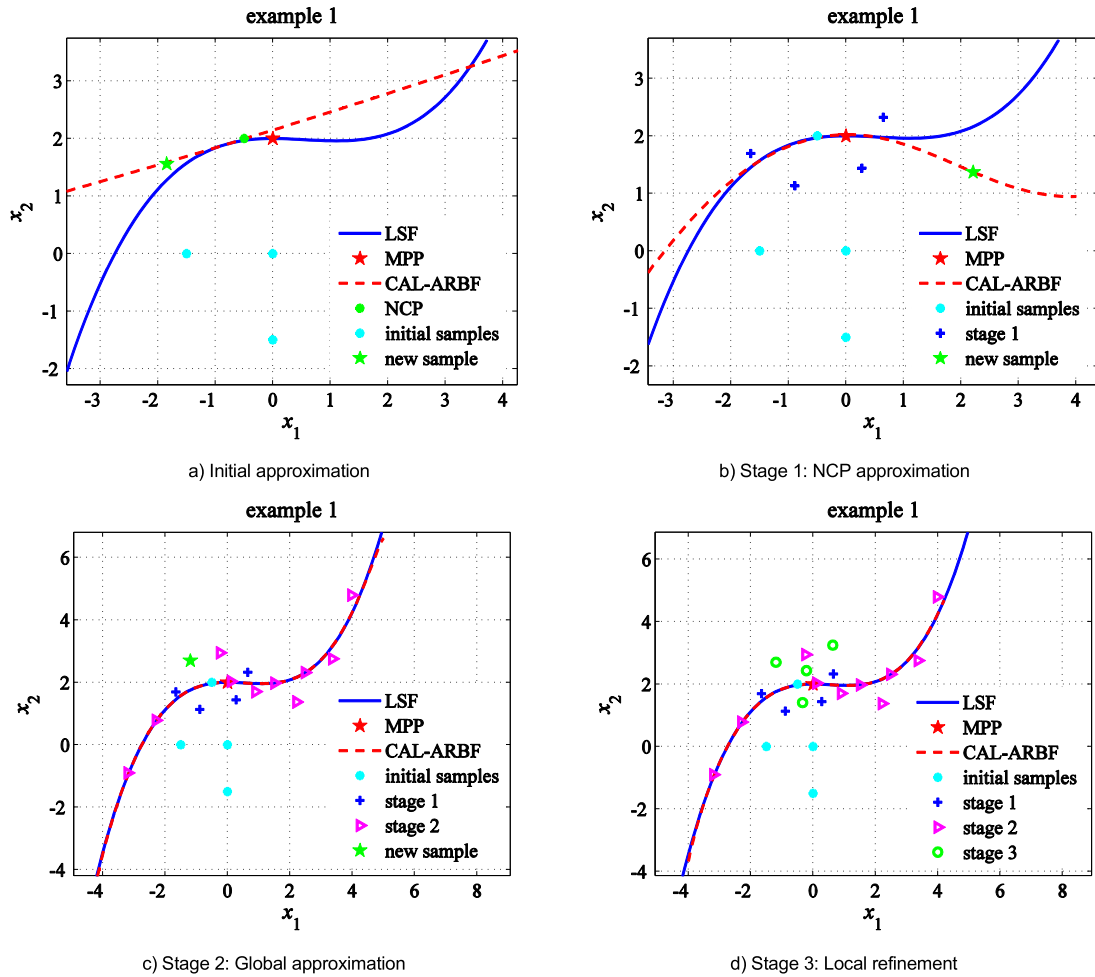 example 1
3
2
1
0
-1
-2
x2
-3 -2 -1 0 1 2 3 4
x1
LSF
MPP
CAL-ARBF
NCP
initial samples
new sample
a) Initial approximation
example 1
3
2
1
0
-1
-2
x2
-3 -2 -1 0 1 2 3 4
x1
LSF
MPP
CAL-ARBF
initial samples
stage 1
new sample
b) Stage 1: NCP approximation
example 1
6
4
2
0
-2
-4
x2
-4 -2 0 2 4 6 8
x1
LSF
MPP
CAL-ARBF
initial samples
stage 1
stage 2
new sample
c) Stage 2: Global approximation
example 1
6
4
2
0
-2
-4
x2
-4 -2 0 2 4 6 8
x1
LSF
MPP
CAL-ARBF
initial samples
stage 1
stage 2
stage 3
d) Stage 3: Local refinement